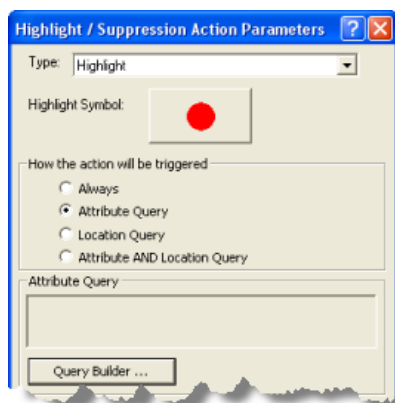 Highlight / Suppression Action Parameters
Type: Highlight
Highlight Symbol:
How the action will be triggered
Always
Attribute Query
Location Query
Attribute AND Location Query
Attribute Query
Query Builder ...